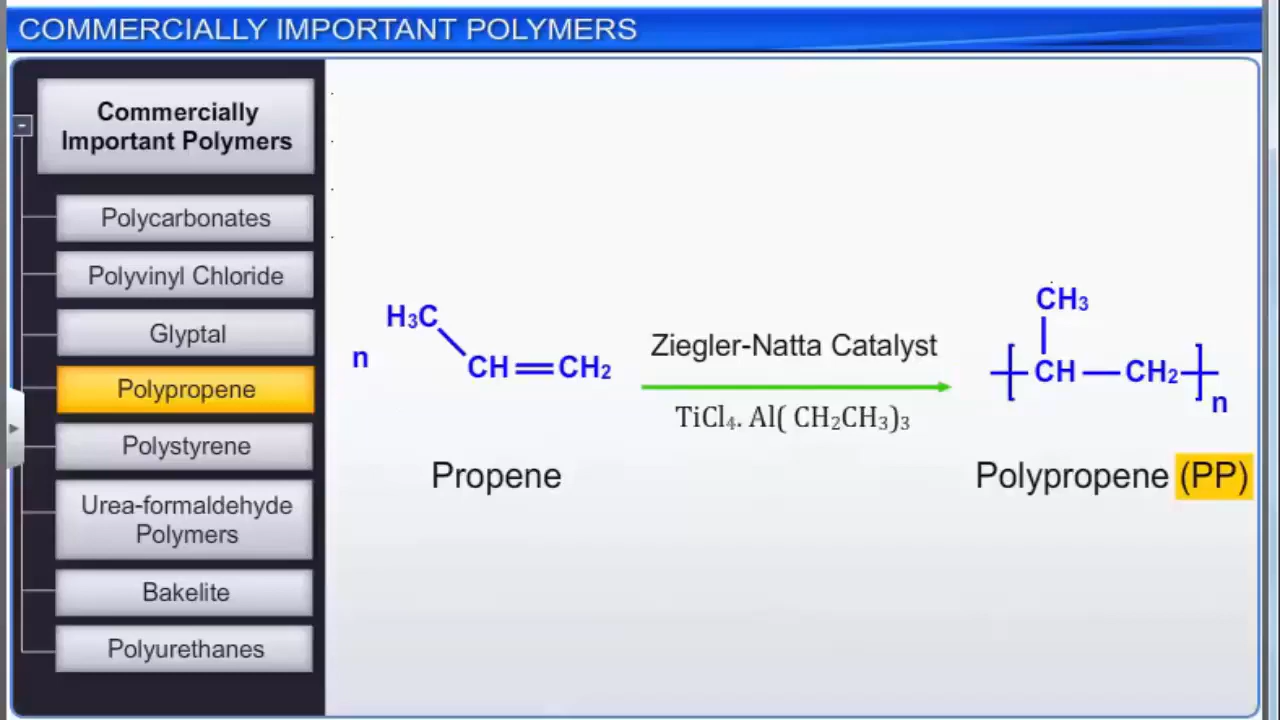 COMMERCIALLY IMPORTANT POLYMERS
Commercially
Important Polymers
Polycarbonates
Polyvinyl Chloride
Glyptal
Polypropene
Polystyrene
Urea-formaldehyde
Polymers
Bakelite
Polyurethanes
n
H₃C
CH=CH₂
Propene
Ziegler-Natta Catalyst
TiCl₄. Al( CH₂CH₃)₃
CH₃
[CH—CH₂]n
Polypropene (PP)